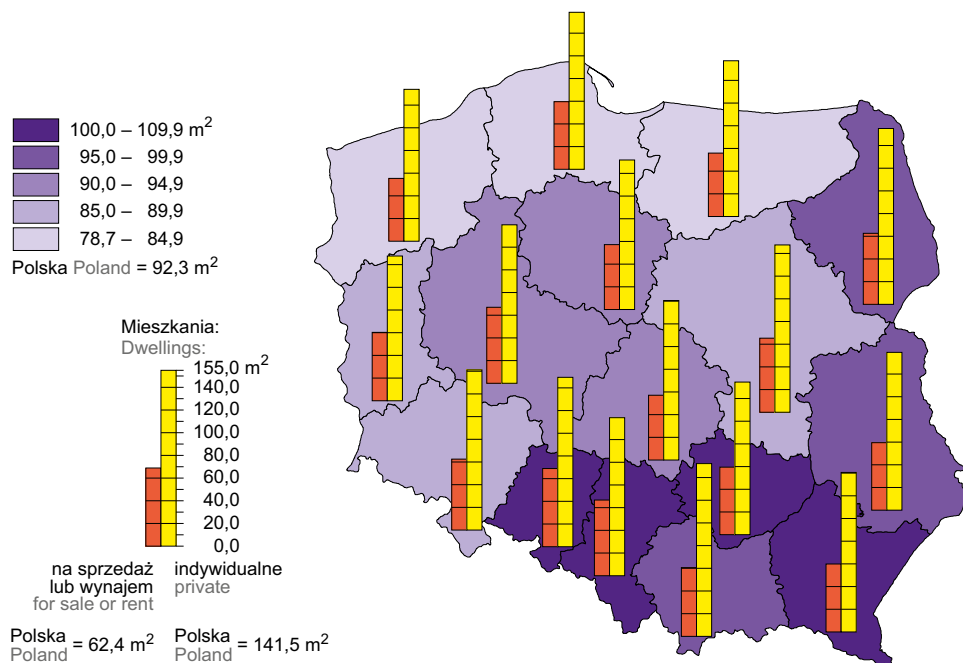 100,0 – 109,9 m²
95,0 – 99,9
90,0 – 94,9
85,0 – 89,9
78,7 – 84,9
Polska Poland = 92,3 m²
Mieszkania:
Dwellings:
155,0 m²
140,0
120,0
100,0
80,0
60,0
40,0
20,0
0,0
na sprzedaż
lub wynajem
for sale or rent
indywidualne
private
Polska
Poland = 62,4 m²
Polska
Poland = 141,5 m²